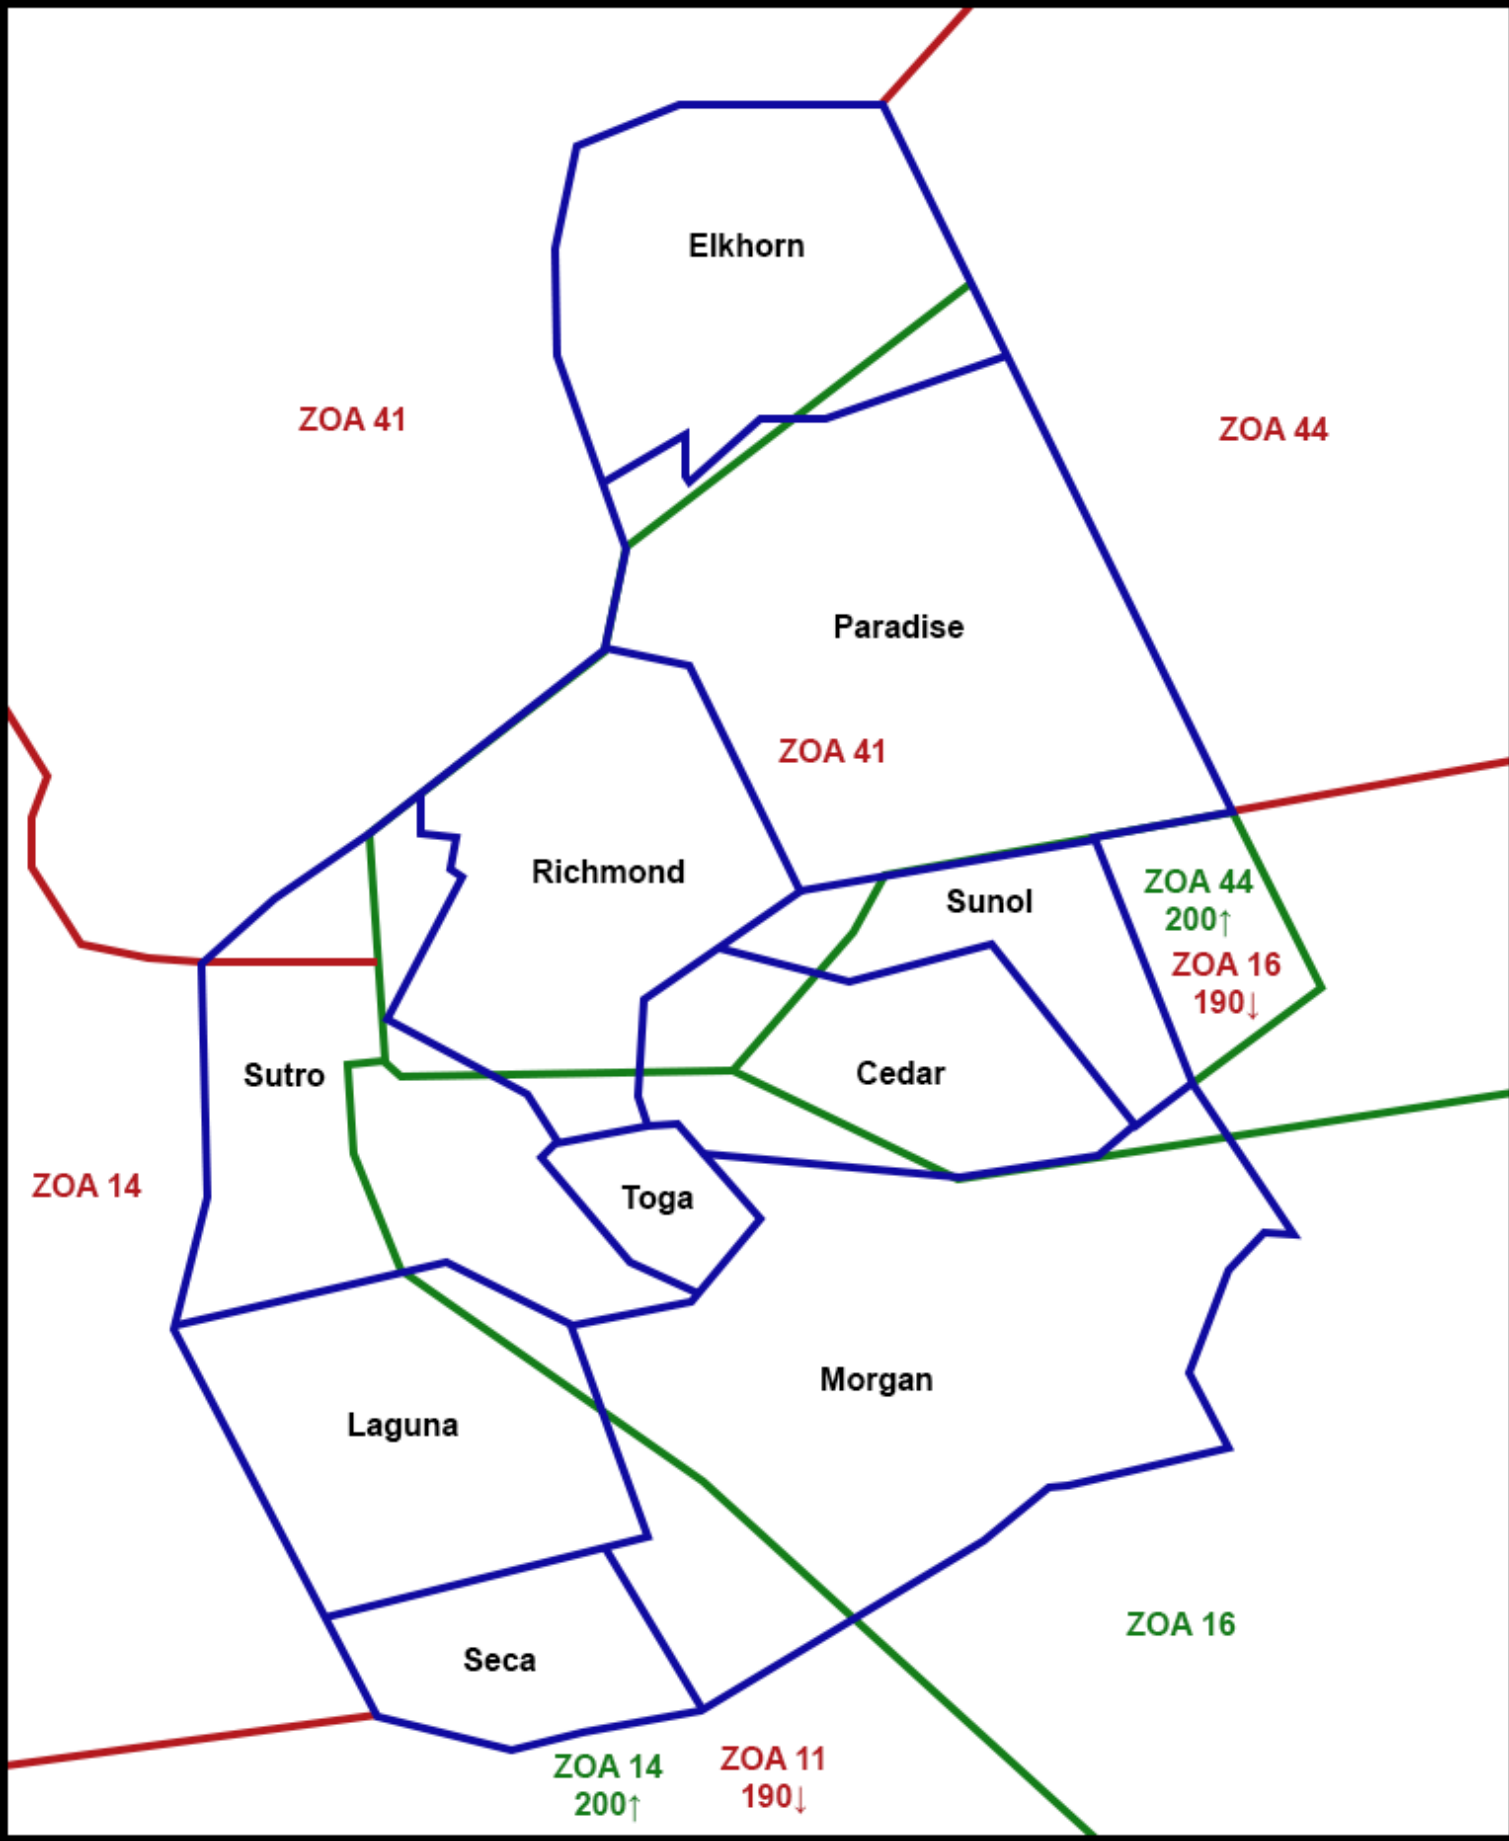 Elkhorn
ZOA 41
ZOA 44
Paradise
ZOA 41
Richmond
Sunol
ZOA 44
200↑
ZOA 16
190↓
Sutro
Cedar
ZOA 14
Toga
Morgan
Laguna
ZOA 16
Seca
ZOA 14
200↑
ZOA 11
190↓